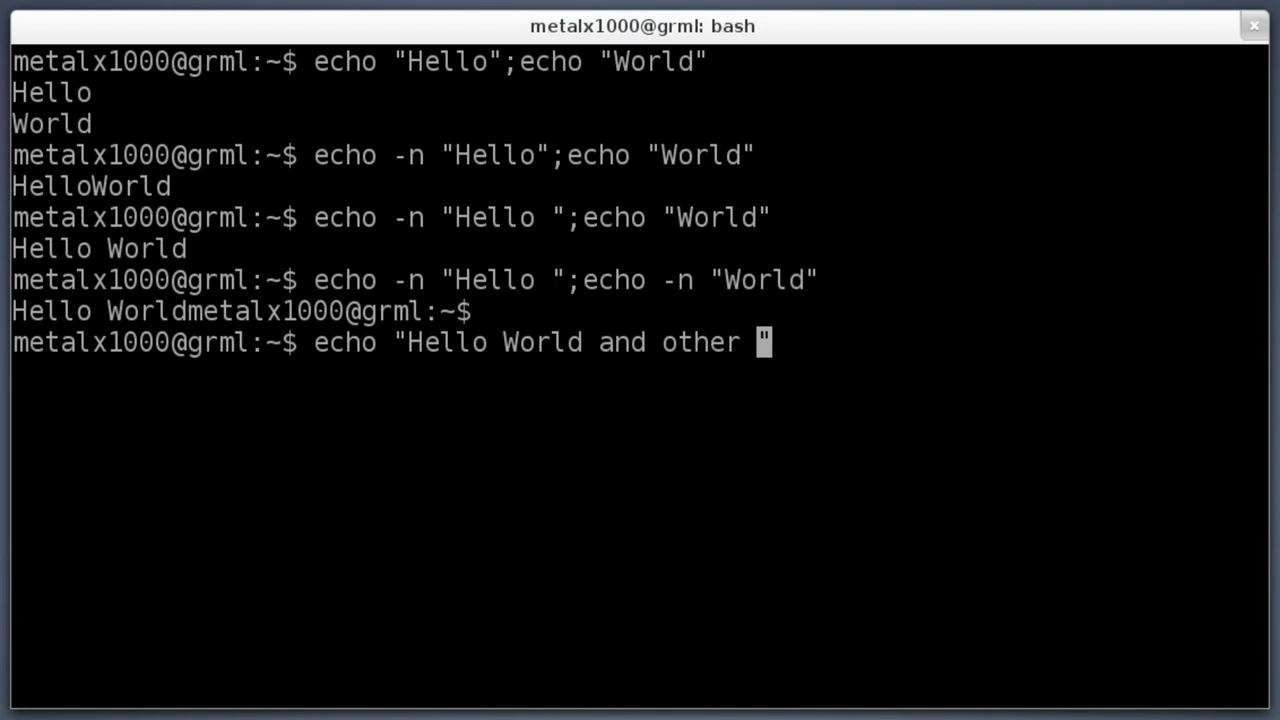 metalx1000@grml: bash
metalx1000@grml:~$ echo "Hello";echo "World"
Hello
World
metalx1000@grml:~$ echo -n "Hello";echo "World"
HelloWorld
metalx1000@grml:~$ echo -n "Hello ";echo "World"
Hello World
metalx1000@grml:~$ echo -n "Hello ";echo -n "World"
Hello Worldmetalx1000@grml:~$
metalx1000@grml:~$ echo "Hello World and other "